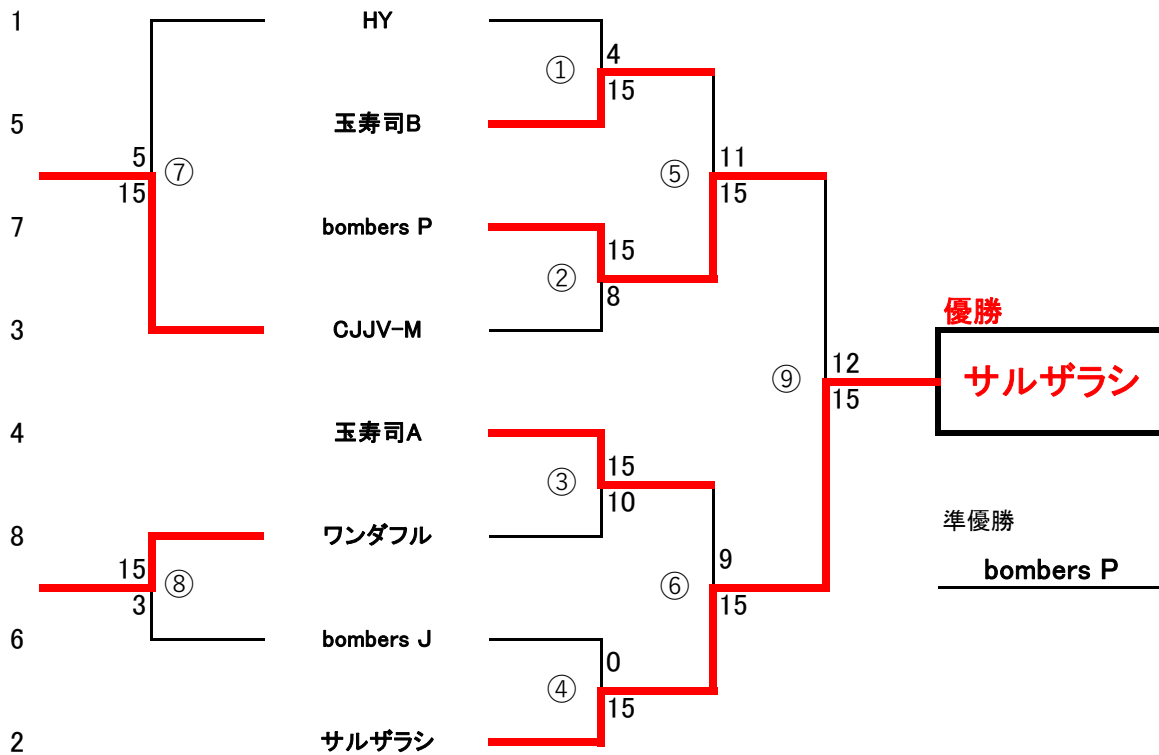 1 HY
4
① 15
5 玉寿司B
5 ⑦ ⑤ 11
15 15
7 bombers P
15
② 8
3 CJJV-M
優勝
⑨ 12 サルザラシ
15
4 玉寿司A
15
③ 10
準優勝
8 ワンダフル
15 ⑧ ⑥ 9 bombers P
3 15
6 bombers J
0
④ 15
2 サルザラシ